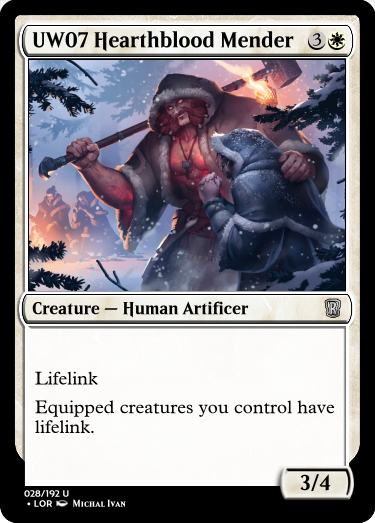 UW07 Hearthblood Mender 3
Creature — Human Artificer
Lifelink
Equipped creatures you control have
lifelink.
3/4
028/192 U
• LOR Michal Ivan